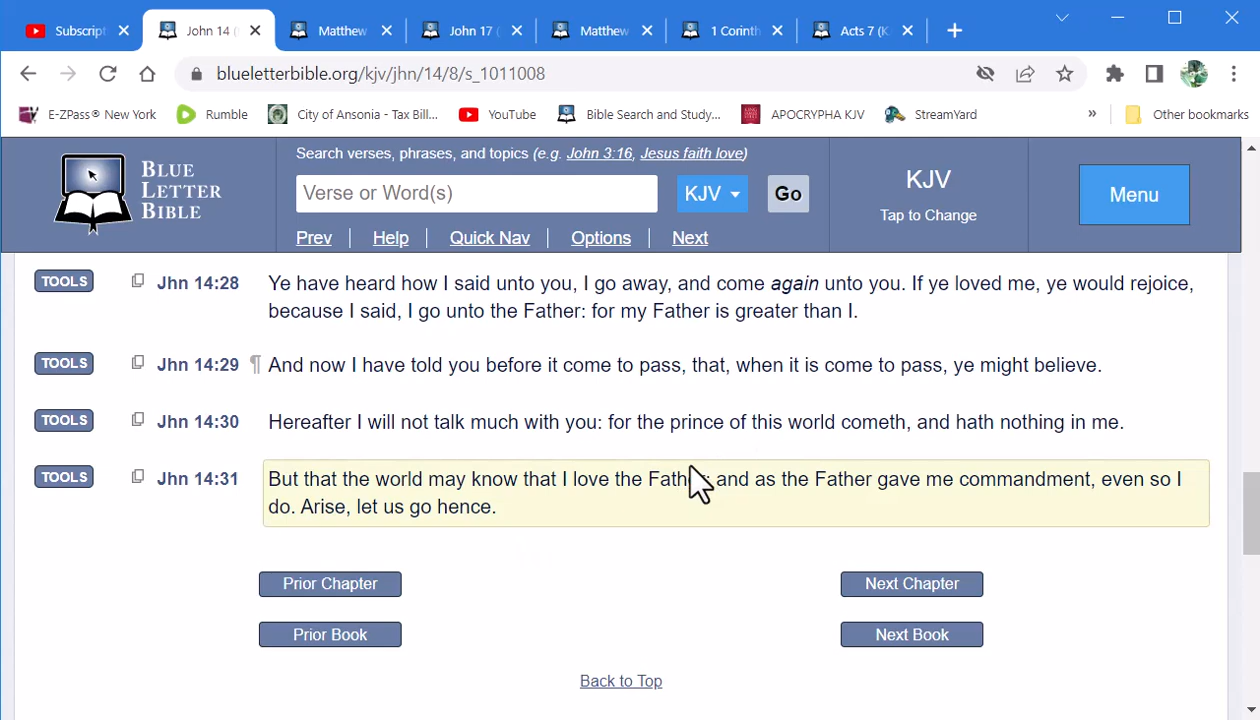 Subscript
John 14 (
Matthew
John 17 (
Matthew
1 Corinth
Acts 7 (K
blueletterbible.org/kjv/jhn/14/8/s_1011008
E-ZPass® New York
Rumble
City of Ansonia - Tax Bill...
YouTube
Bible Search and Study...
APOCRYPHA KJV
StreamYard
»
Other bookmarks
BLUE
LETTER
BIBLE
Search verses, phrases, and topics (e.g. John 3:16, Jesus faith love)
Verse or Word(s)
KJV
Go
Prev | Help | Quick Nav | Options | Next
KJV
Tap to Change
Menu
TOOLS Jhn 14:28 Ye have heard how I said unto you, I go away, and come again unto you. If ye loved me, ye would rejoice,
because I said, I go unto the Father: for my Father is greater than I.
TOOLS Jhn 14:29 ¶ And now I have told you before it come to pass, that, when it is come to pass, ye might believe.
TOOLS Jhn 14:30 Hereafter I will not talk much with you: for the prince of this world cometh, and hath nothing in me.
TOOLS Jhn 14:31 But that the world may know that I love the Father; and as the Father gave me commandment, even so I
do. Arise, let us go hence.
Prior Chapter
Next Chapter
Prior Book
Next Book
Back to Top